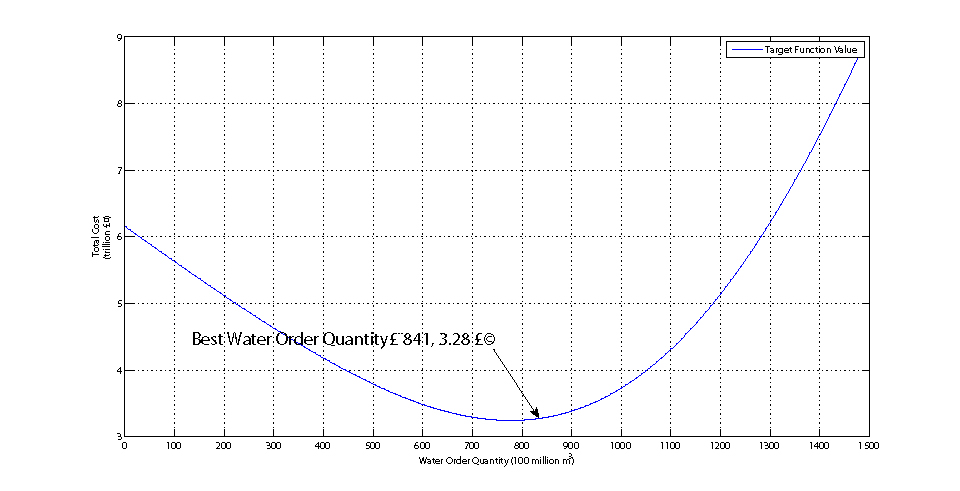 Target Function Value
9
8
7
6
5
4
3
Total Cost
(trillion £¤)
Best Water Order Quantity£¨841, 3.28£©
0 100 200 300 400 500 600 700 800 900 1000 1100 1200 1300 1400 1500
Water Order Quantity (100 million m³)